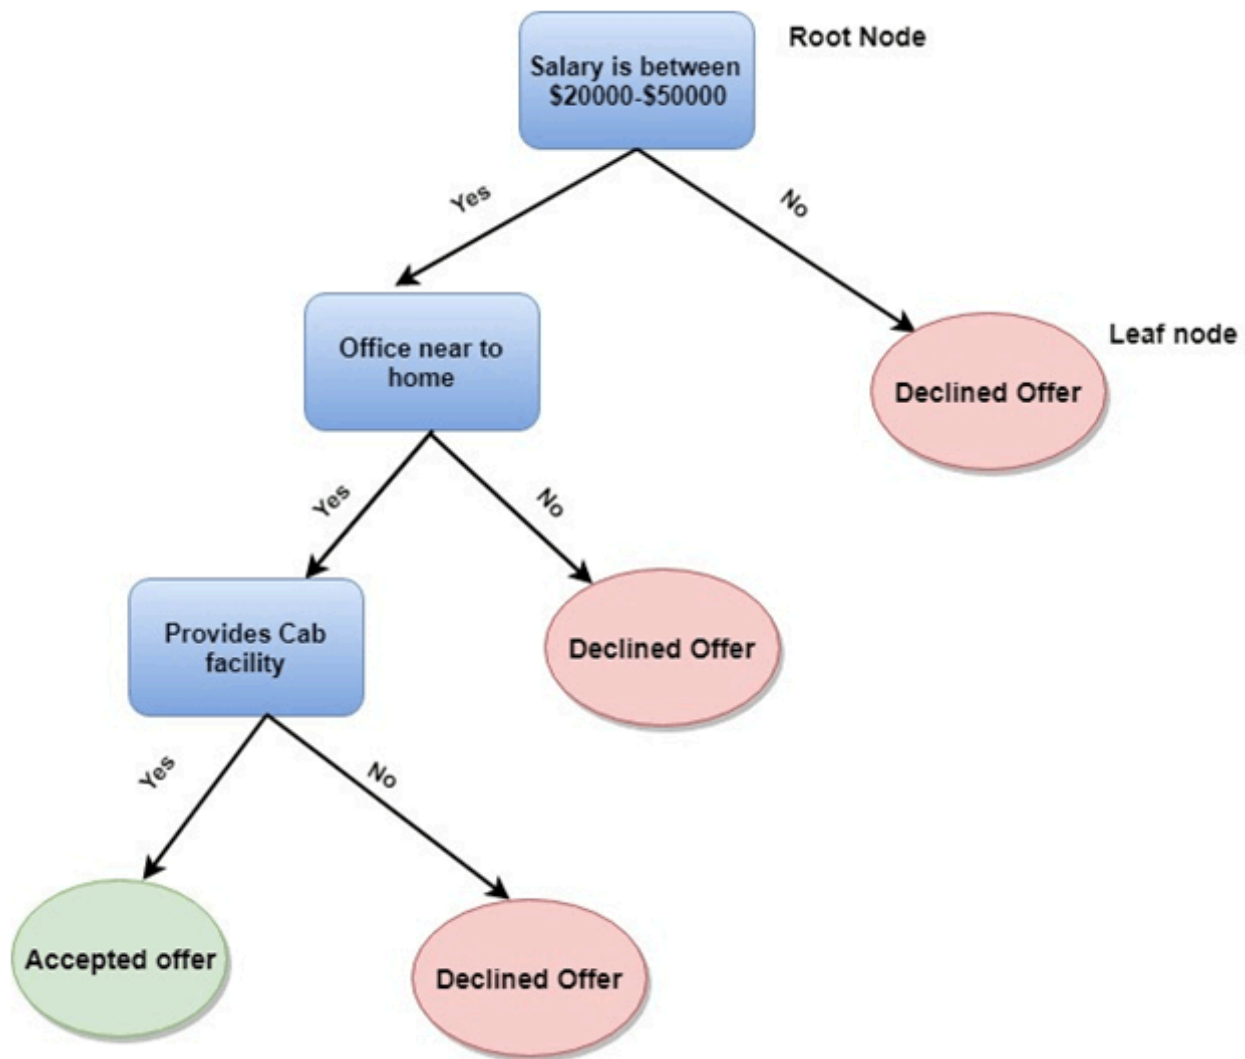 Salary is between
$20000-$50000
Root Node
Yes
No
Office near to
home
Declined Offer
Leaf node
Yes
No
Provides Cab
facility
Declined Offer
Yes
No
Accepted offer
Declined Offer